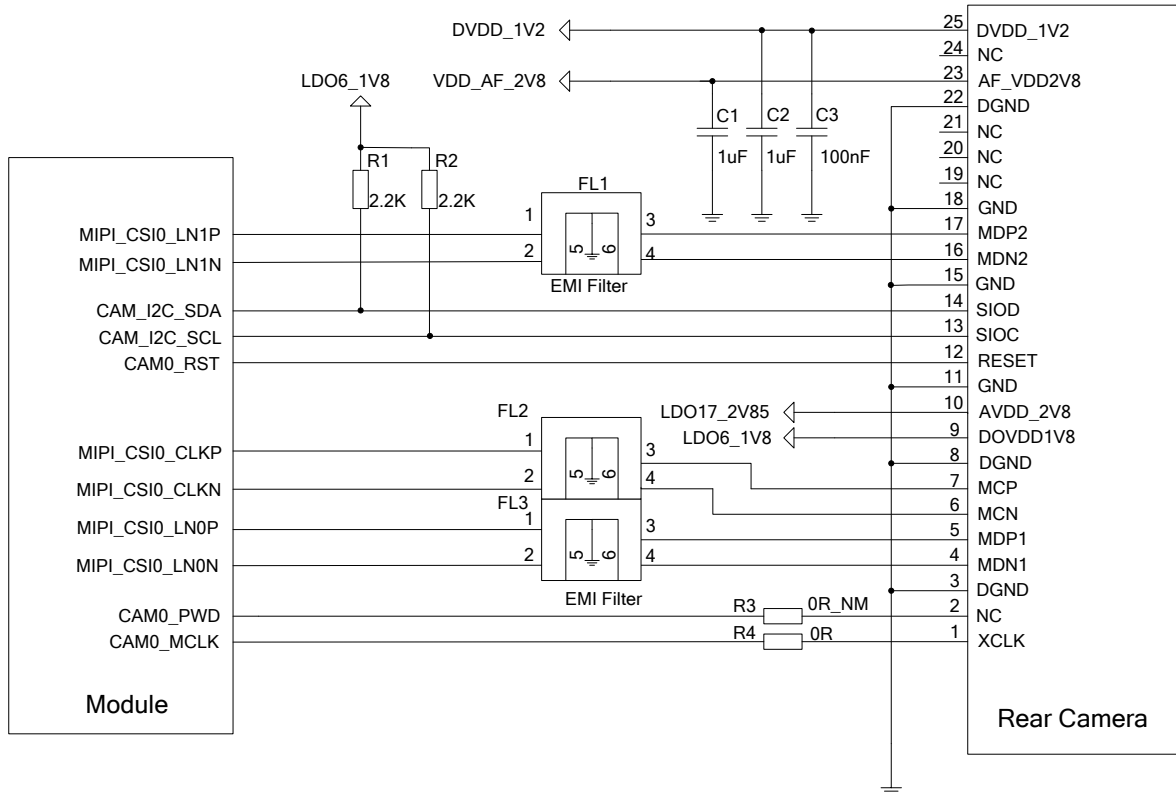 DVDD_1V2
25
DVDD_1V2
24
NC
LDO6_1V8
VDD_AF_2V8
23
AF_VDD2V8
22
DGND
C1
C2
C3
21
NC
1uF
1uF
100nF
20
NC
R1
R2
19
NC
2.2K
2.2K
FL1
18
GND
MIPI_CSI0_LN1P
1
5
6
3
17
MDP2
MIPI_CSI0_LN1N
2
4
16
MDN2
EMI Filter
15
GND
CAM_I2C_SDA
14
SIOD
CAM_I2C_SCL
13
SIOC
CAM0_RST
12
RESET
11
GND
FL2
LDO17_2V85
10
AVDD_2V8
LDO6_1V8
9
DOVDD1V8
MIPI_CSI0_CLKP
1
5
6
3
8
DGND
MIPI_CSI0_CLKN
2
4
7
MCP
FL3
6
MCN
MIPI_CSI0_LN0P
1
5
6
3
5
MDP1
MIPI_CSI0_LN0N
2
4
4
MDN1
EMI Filter
3
DGND
CAM0_PWD
R3
0R_NM
2
NC
CAM0_MCLK
R4
0R
1
XCLK
Module
Rear Camera